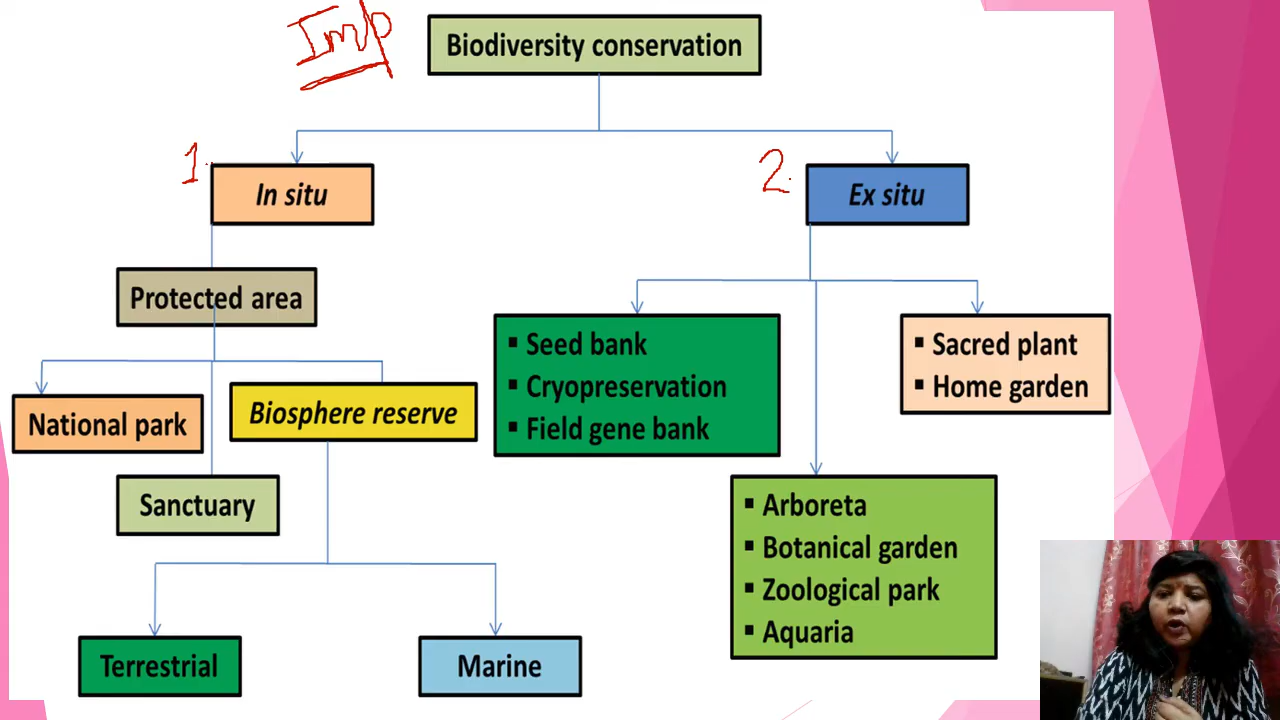 Imp
Biodiversity conservation
1
In situ
2
Ex situ
Protected area
National park
Biosphere reserve
Sanctuary
Terrestrial
Marine
▪ Seed bank
▪ Cryopreservation
▪ Field gene bank
▪ Sacred plant
▪ Home garden
▪ Arboreta
▪ Botanical garden
▪ Zoological park
▪ Aquaria